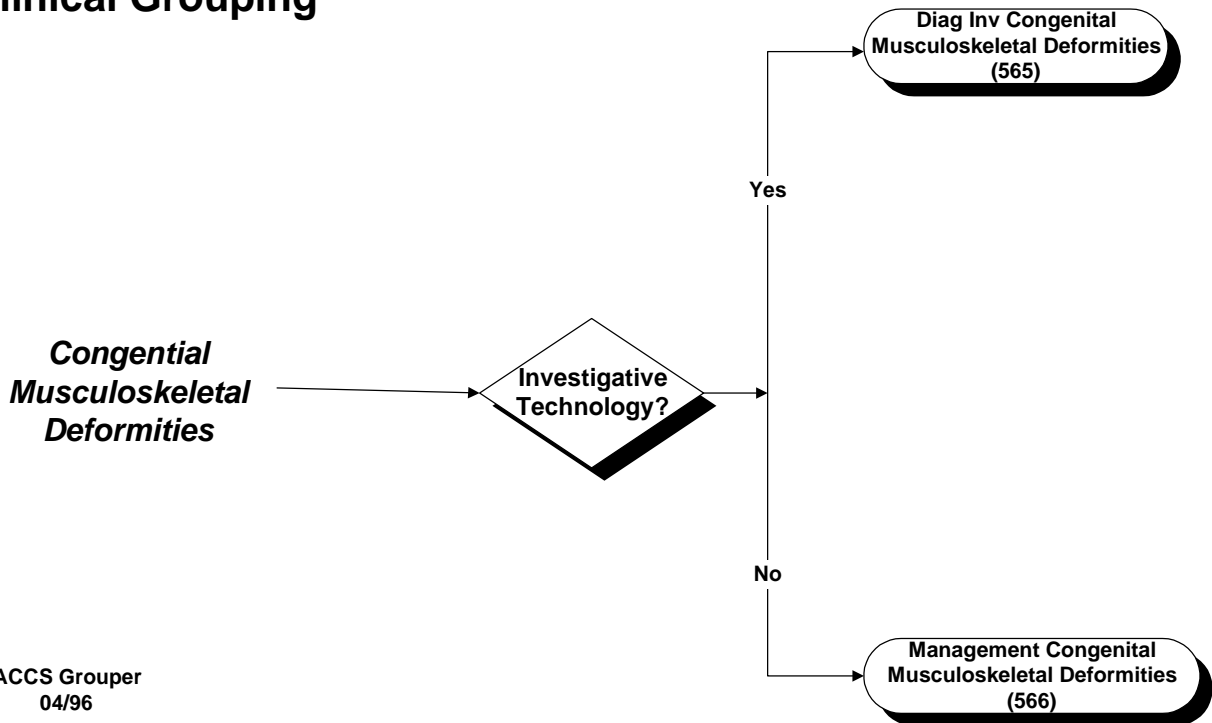 linical Grouping
Diag Inv Congenital
Musculoskeletal Deformities
(565)
Yes
Congential
Musculoskeletal
Deformities
Investigative
Technology?
No
Management Congenital
Musculoskeletal Deformities
(566)
ACCS Grouper
04/96